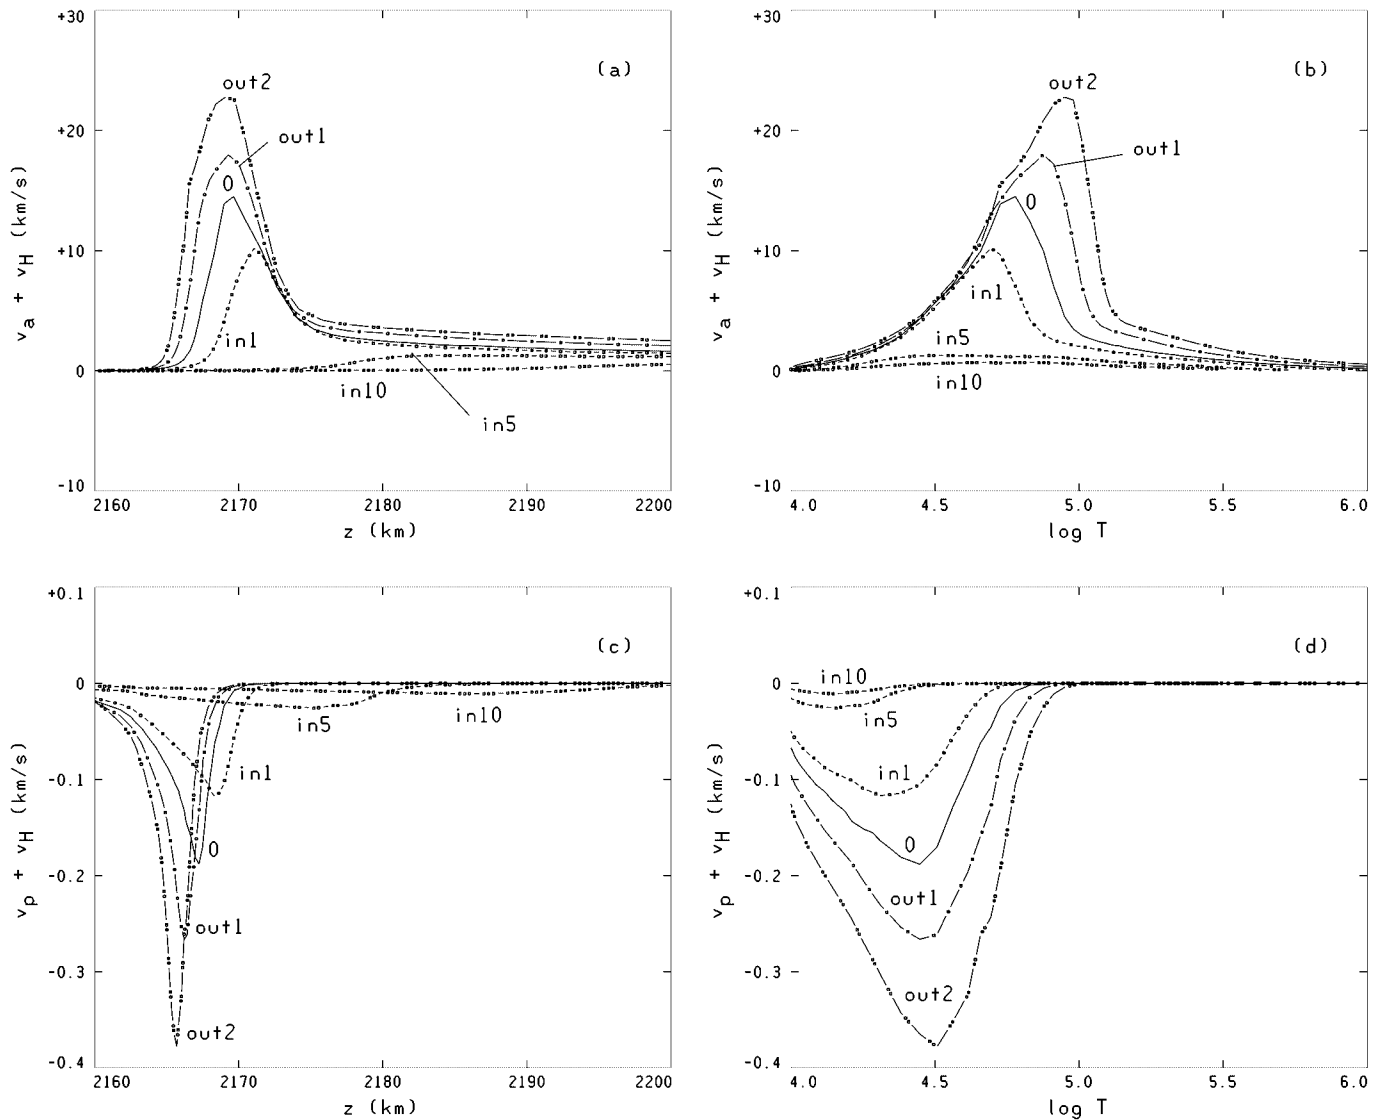 +30
+20
+10
0
-10
v_a + v_H (km/s)
(a)
out2
out1
0
in1
in10
in5
2160
2170
2180
2190
2200
z (km)
+30
+20
+10
0
-10
v_a + v_H (km/s)
(b)
out2
out1
0
in1
in5
in10
4.0
4.5
5.0
5.5
6.0
log T
+0.1
0
-0.1
-0.2
-0.3
-0.4
v_p + v_H (km/s)
(c)
in5
in10
in1
0
out1
out2
2160
2170
2180
2190
2200
z (km)
+0.1
0
-0.1
-0.2
-0.3
-0.4
v_p + v_H (km/s)
(d)
in10
in5
in1
0
out1
out2
4.0
4.5
5.0
5.5
6.0
log T